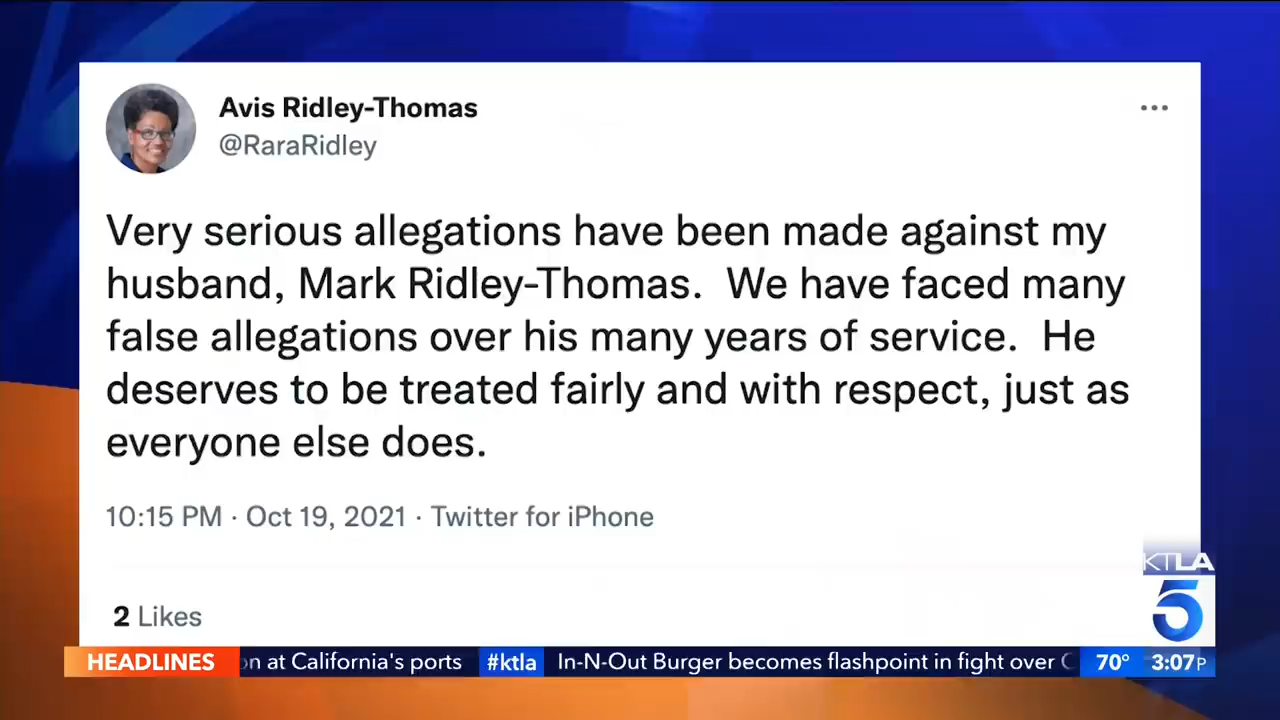 Avis Ridley-Thomas
@RaraRidley
Very serious allegations have been made against my
husband, Mark Ridley-Thomas.  We have faced many
false allegations over his many years of service.  He
deserves to be treated fairly and with respect, just as
everyone else does.
10:15 PM · Oct 19, 2021 · Twitter for iPhone
2 Likes
KTLA
5
HEADLINES on at California's ports #ktla In-N-Out Burger becomes flashpoint in fight over 70° 3:07P